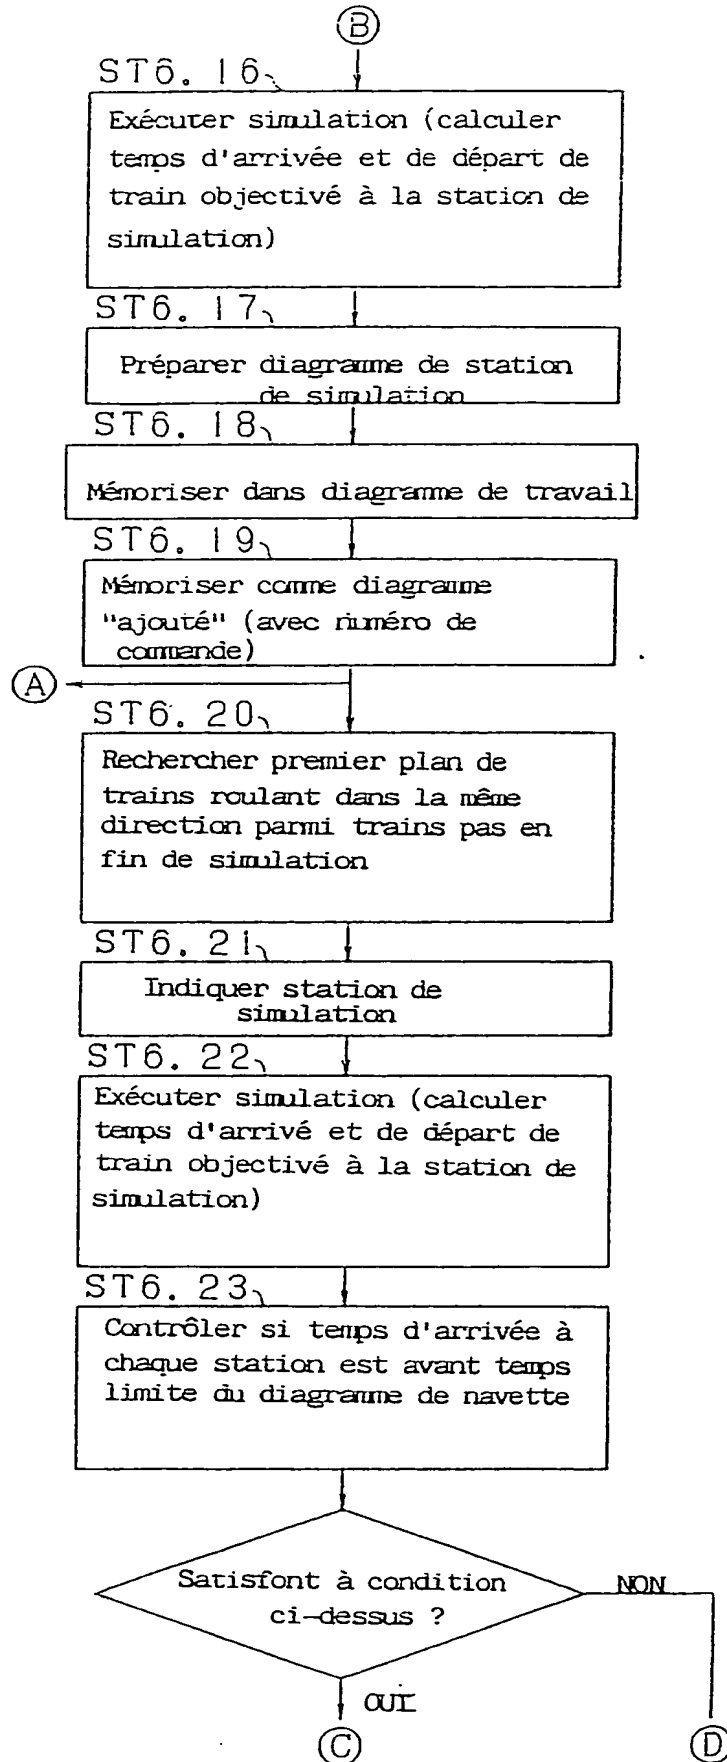 B
ST6. 16
Exécuter simulation (calculer
temps d'arrivée et de départ de
train objectivé à la station de
simulation)
ST6. 17
Préparer diagramme de station
de simulation
ST6. 18
Mémoriser dans diagramme de travail
ST6. 19
Mémoriser comme diagramme
"ajouté" (avec numéro de
commande)
A
ST6. 20
Rechercher premier plan de
trains roulant dans la même
direction parmi trains pas en
fin de simulation
ST6. 21
Indiquer station de
simulation
ST6. 22
Exécuter simulation (calculer
temps d'arrivé et de départ de
train objectivé à la station de
simulation)
ST6. 23
Contrôler si temps d'arrivée à
chaque station est avant temps
limite du diagramme de navette
Satisfont à condition
ci-dessus ?
NON
OUI
C
D